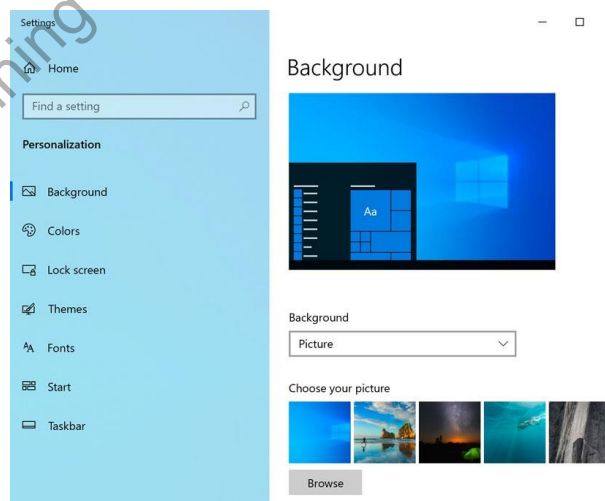 Settings
Home
Background
Find a setting
Personalization
Background
Colors
Lock screen
Themes
Fonts
Start
Taskbar
Aa
Background
Picture
Choose your picture
Browse